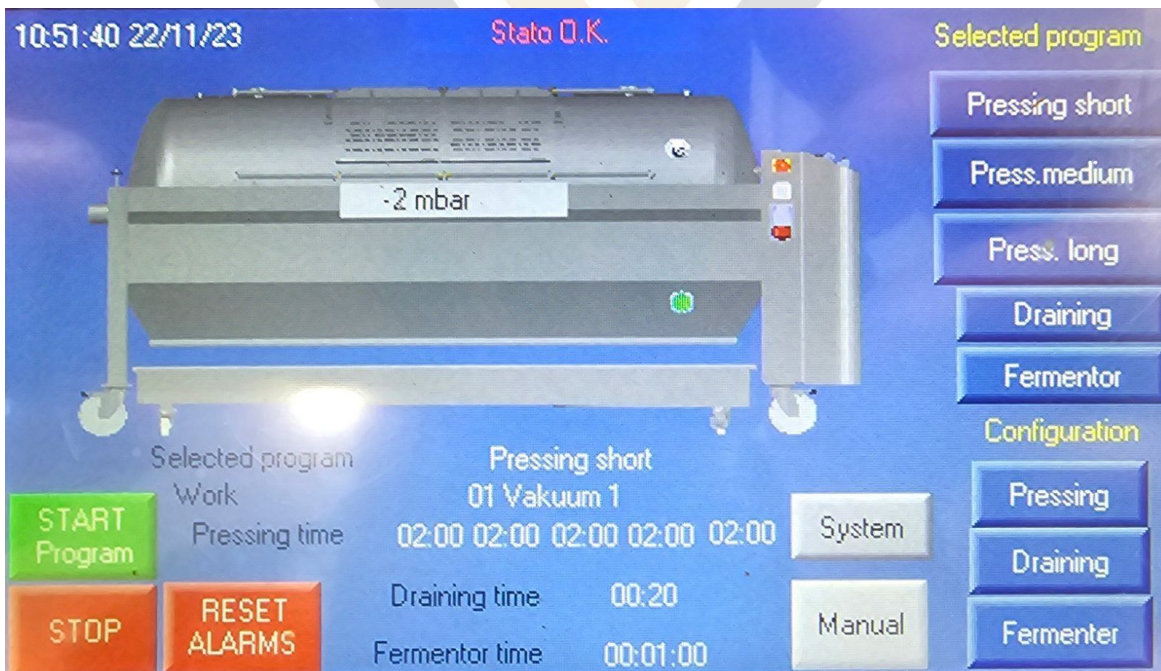 10:51:40 22/11/23
Stato O.K.
Selected program
Pressing short
Press.medium
Press. long
Draining
Fermentor
Configuration
Pressing
Draining
Fermenter
-2 mbar
Selected program Pressing short
Work 01 Vakuum 1
Pressing time 02:00 02:00 02:00 02:00 02:00
Draining time 00:20
Fermentor time 00:01:00
START
Program
STOP
RESET
ALARMS
System
Manual